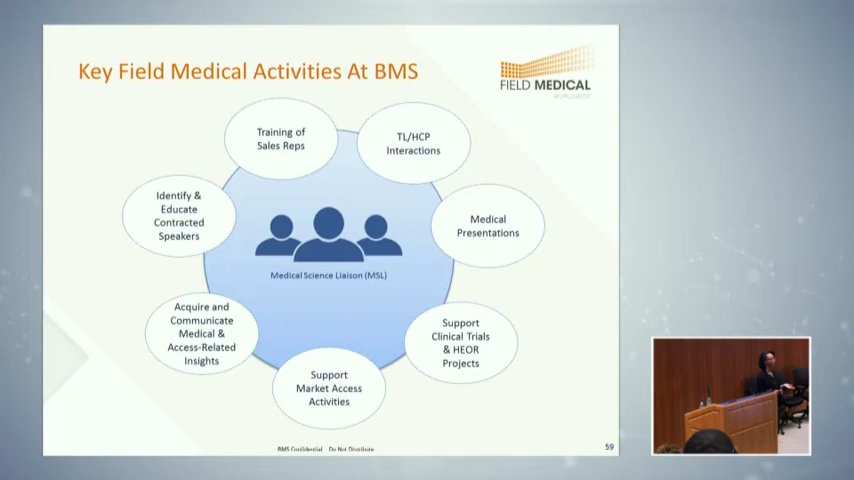 Key Field Medical Activities At BMS
FIELD MEDICAL
WORLDWIDE
Training of
Sales Reps
TL/HCP
Interactions
Identify &
Educate
Contracted
Speakers
Medical
Presentations
Medical Science Liaison (MSL)
Acquire and
Communicate
Medical &
Access-Related
Insights
Support
Clinical Trials
& HEOR
Projects
Support
Market Access
Activities
BMS Confidential Do Not Distribute
59